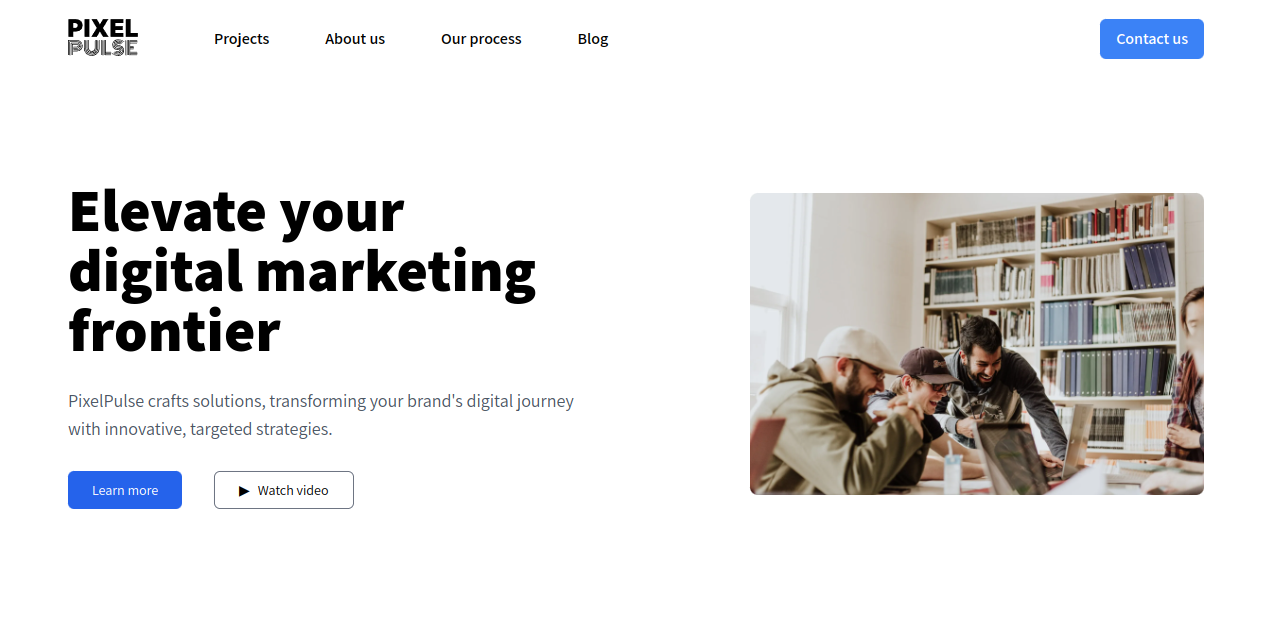 PIXEL
PULSE
Projects About us Our process Blog Contact us
Elevate your
digital marketing
frontier
PixelPulse crafts solutions, transforming your brand's digital journey
with innovative, targeted strategies.
Learn more ▶ Watch video